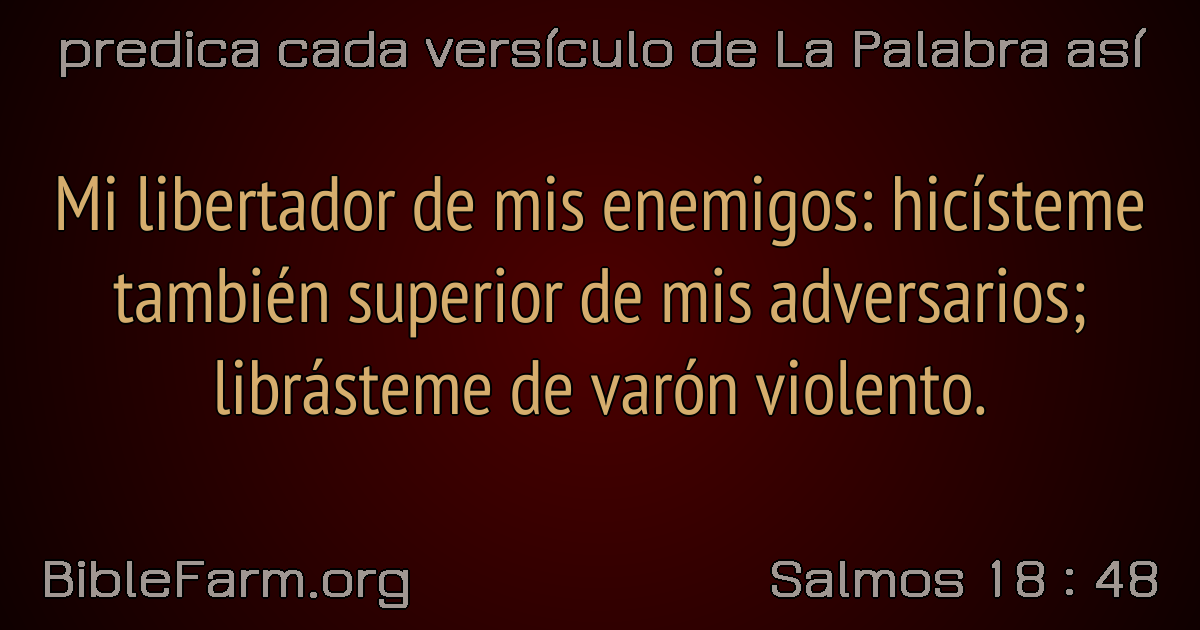 predica cada versículo de La Palabra así
Mi libertador de mis enemigos: hicísteme
también superior de mis adversarios;
librásteme de varón violento.
BibleFarm.org
Salmos 18 : 48